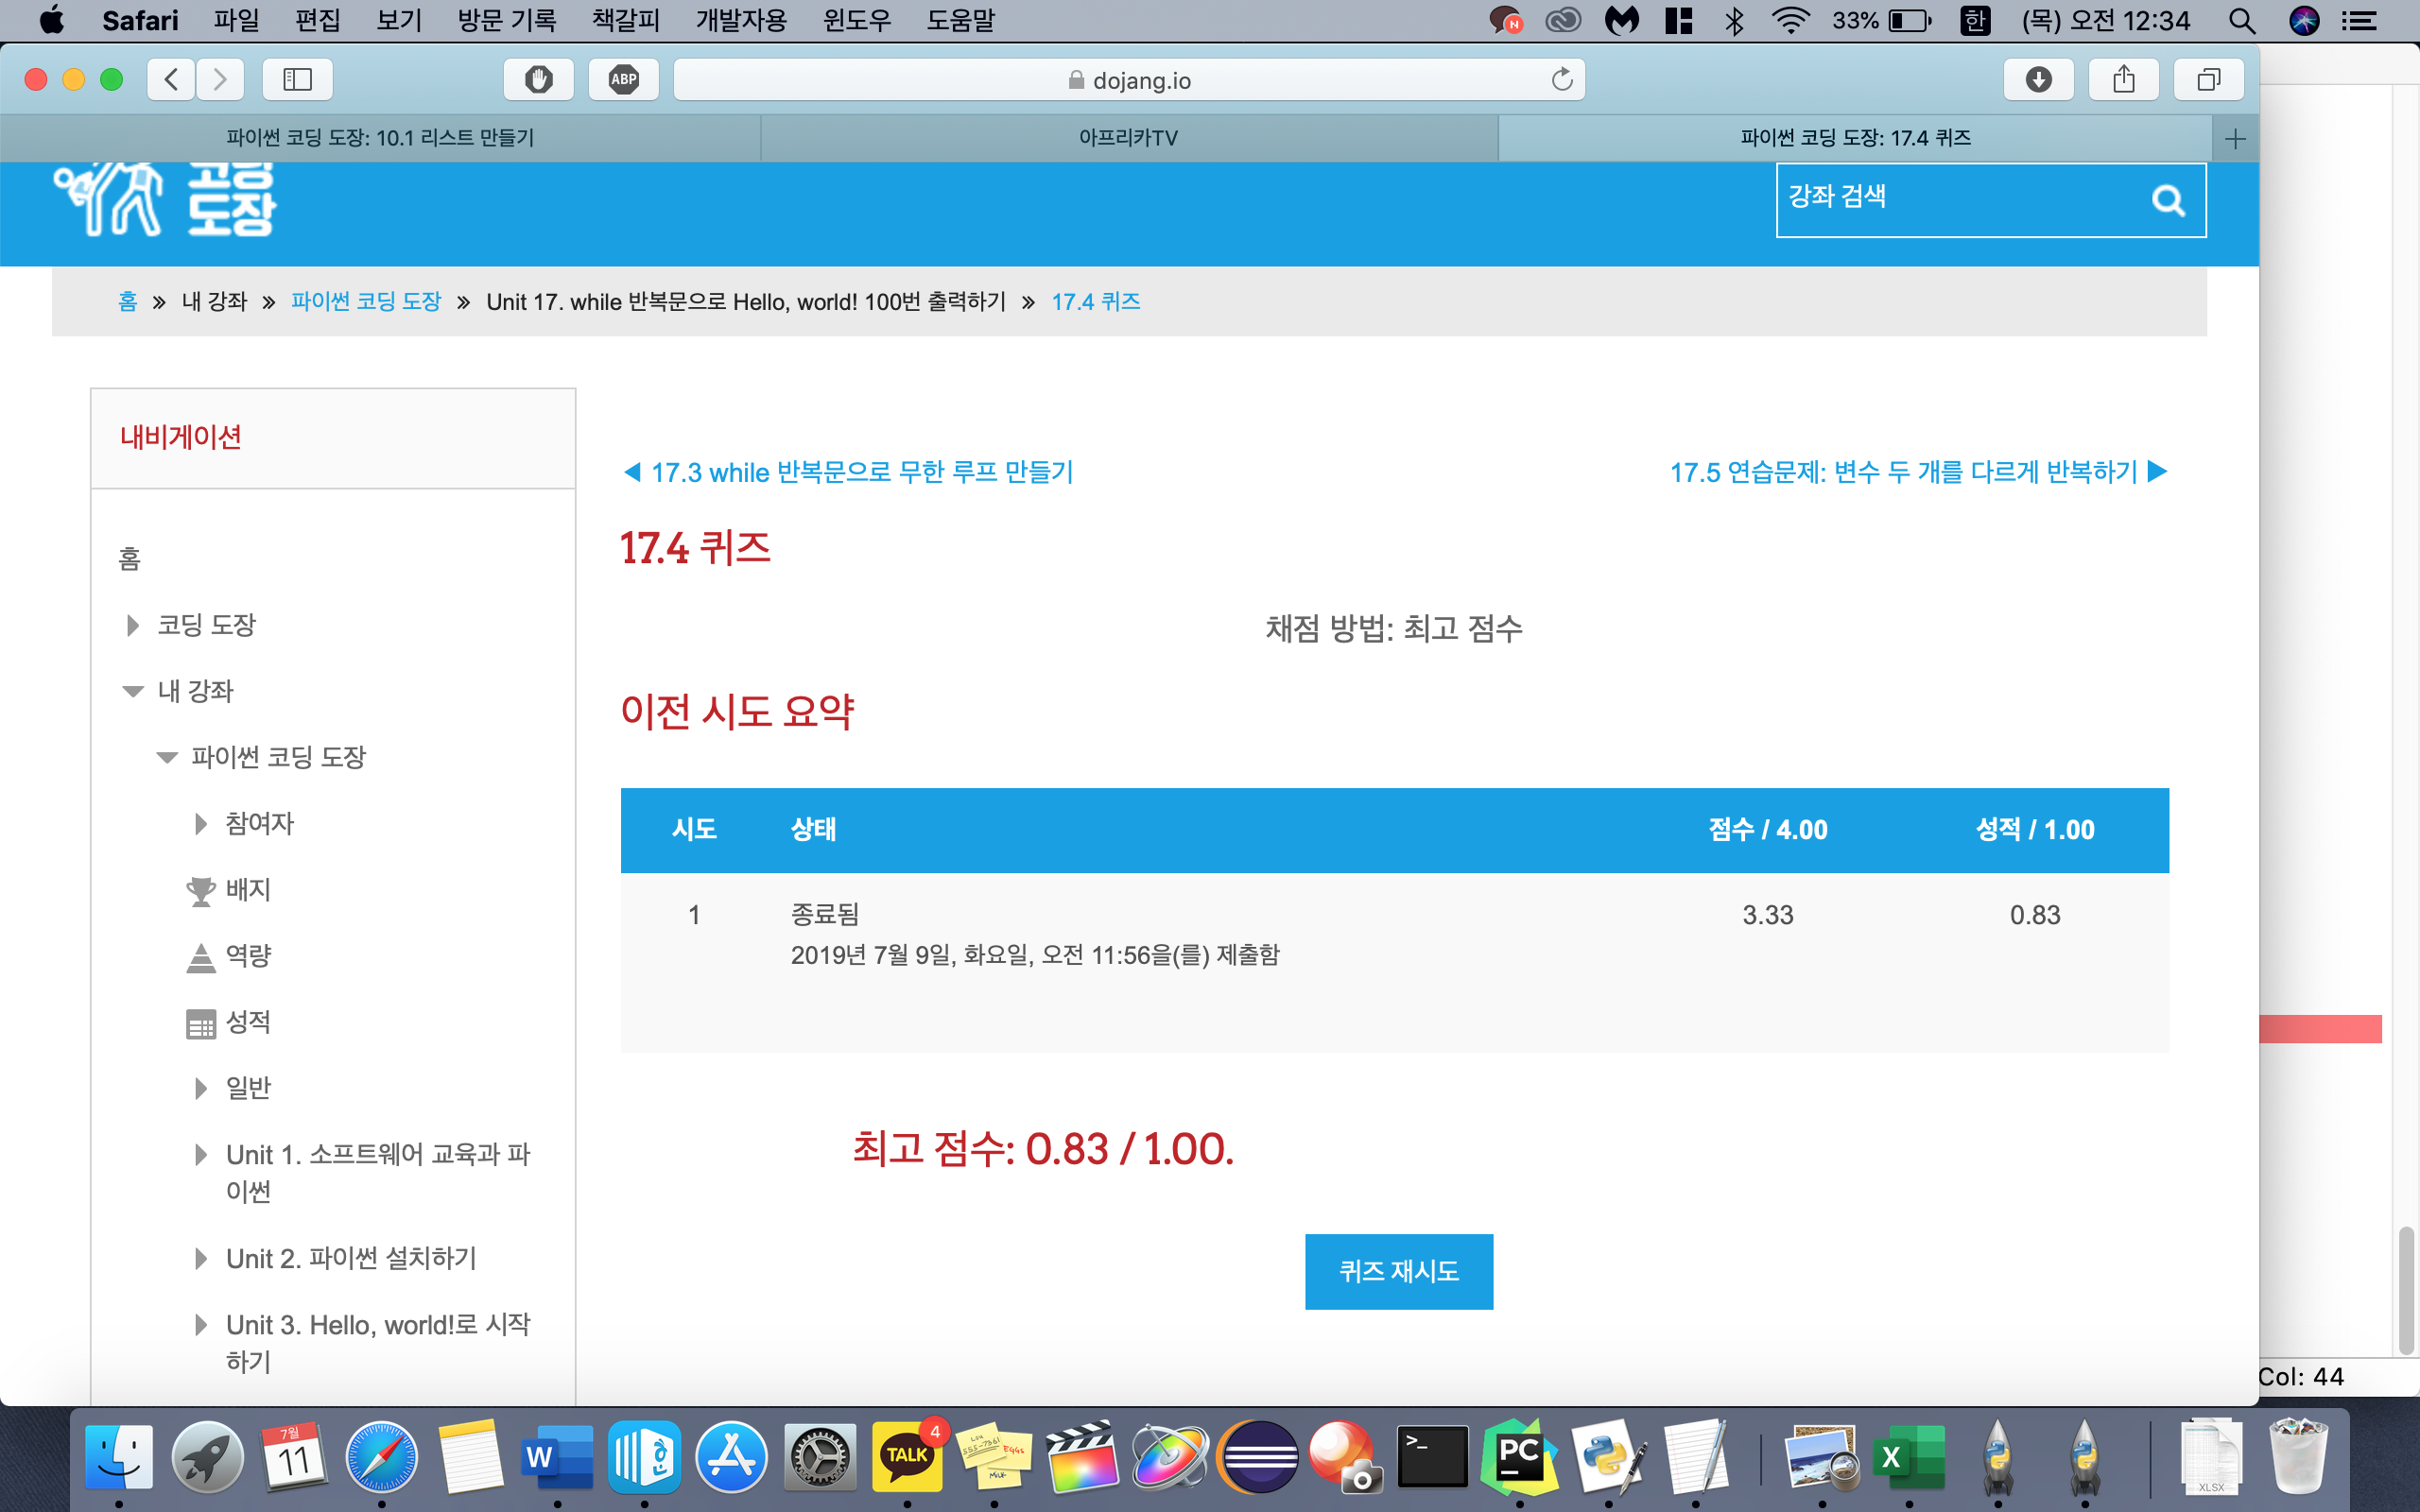 Safari 파일 편집 보기 방문 기록 책갈피 개발자용 윈도우 도움말 N 33% 한 (목) 오전 12:34
ABP dojang.io
파이썬 코딩 도장: 10.1 리스트 만들기 아프리카TV 파이썬 코딩 도장: 17.4 퀴즈
코딩
도장
강좌 검색
홈 » 내 강좌 » 파이썬 코딩 도장 » Unit 17. while 반복문으로 Hello, world! 100번 출력하기 » 17.4 퀴즈
내비게이션
홈
코딩 도장
내 강좌
파이썬 코딩 도장
참여자
배지
역량
성적
일반
Unit 1. 소프트웨어 교육과 파
이썬
Unit 2. 파이썬 설치하기
Unit 3. Hello, world!로 시작
하기
◀ 17.3 while 반복문으로 무한 루프 만들기
17.5 연습문제: 변수 두 개를 다르게 반복하기 ▶
17.4 퀴즈
채점 방법: 최고 점수
이전 시도 요약
시도 상태 점수 / 4.00 성적 / 1.00
1 종료됨 3.33 0.83
2019년 7월 9일, 화요일, 오전 11:56을(를) 제출함
최고 점수: 0.83 / 1.00.
퀴즈 재시도
Col: 44
7월
11
W
TALK
4
EGGS
MILK
>_
PC
X
XLSX